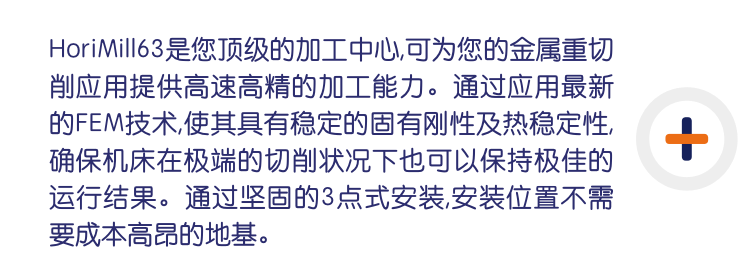 HoriMill63是您顶级的加工中心,可为您的金属重切
削应用提供高速高精的加工能力。通过应用最新
的FEM技术,使其具有稳定的固有刚性及热稳定性,
确保机床在极端的切削状况下也可以保持极佳的
运行结果。通过坚固的3点式安装,安装位置不需
要成本高昂的地基。